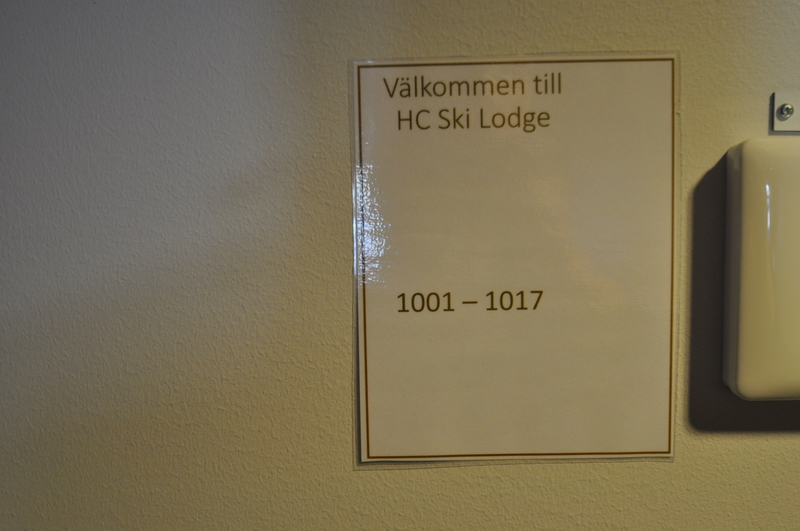 Välkommen till
HC Ski Lodge
1001 – 1017